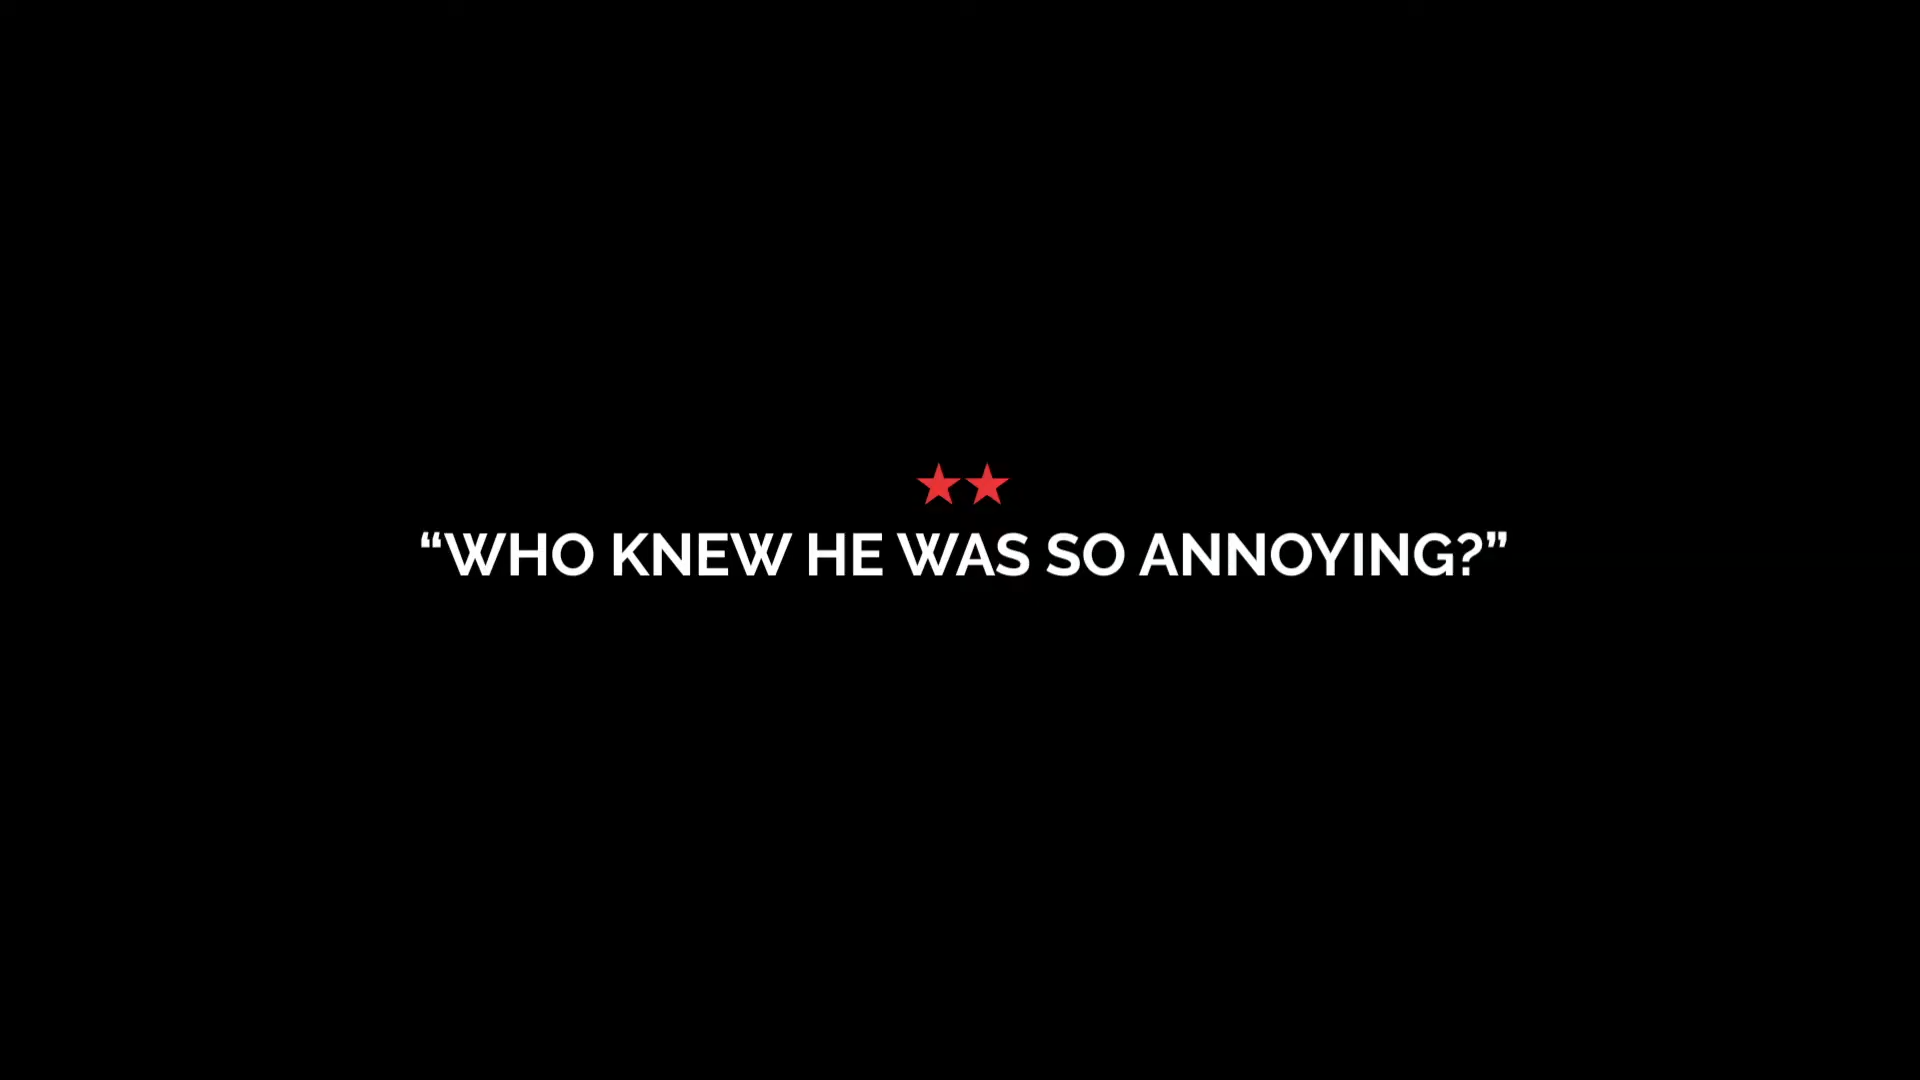 ★★
“WHO KNEW HE WAS SO ANNOYING?”